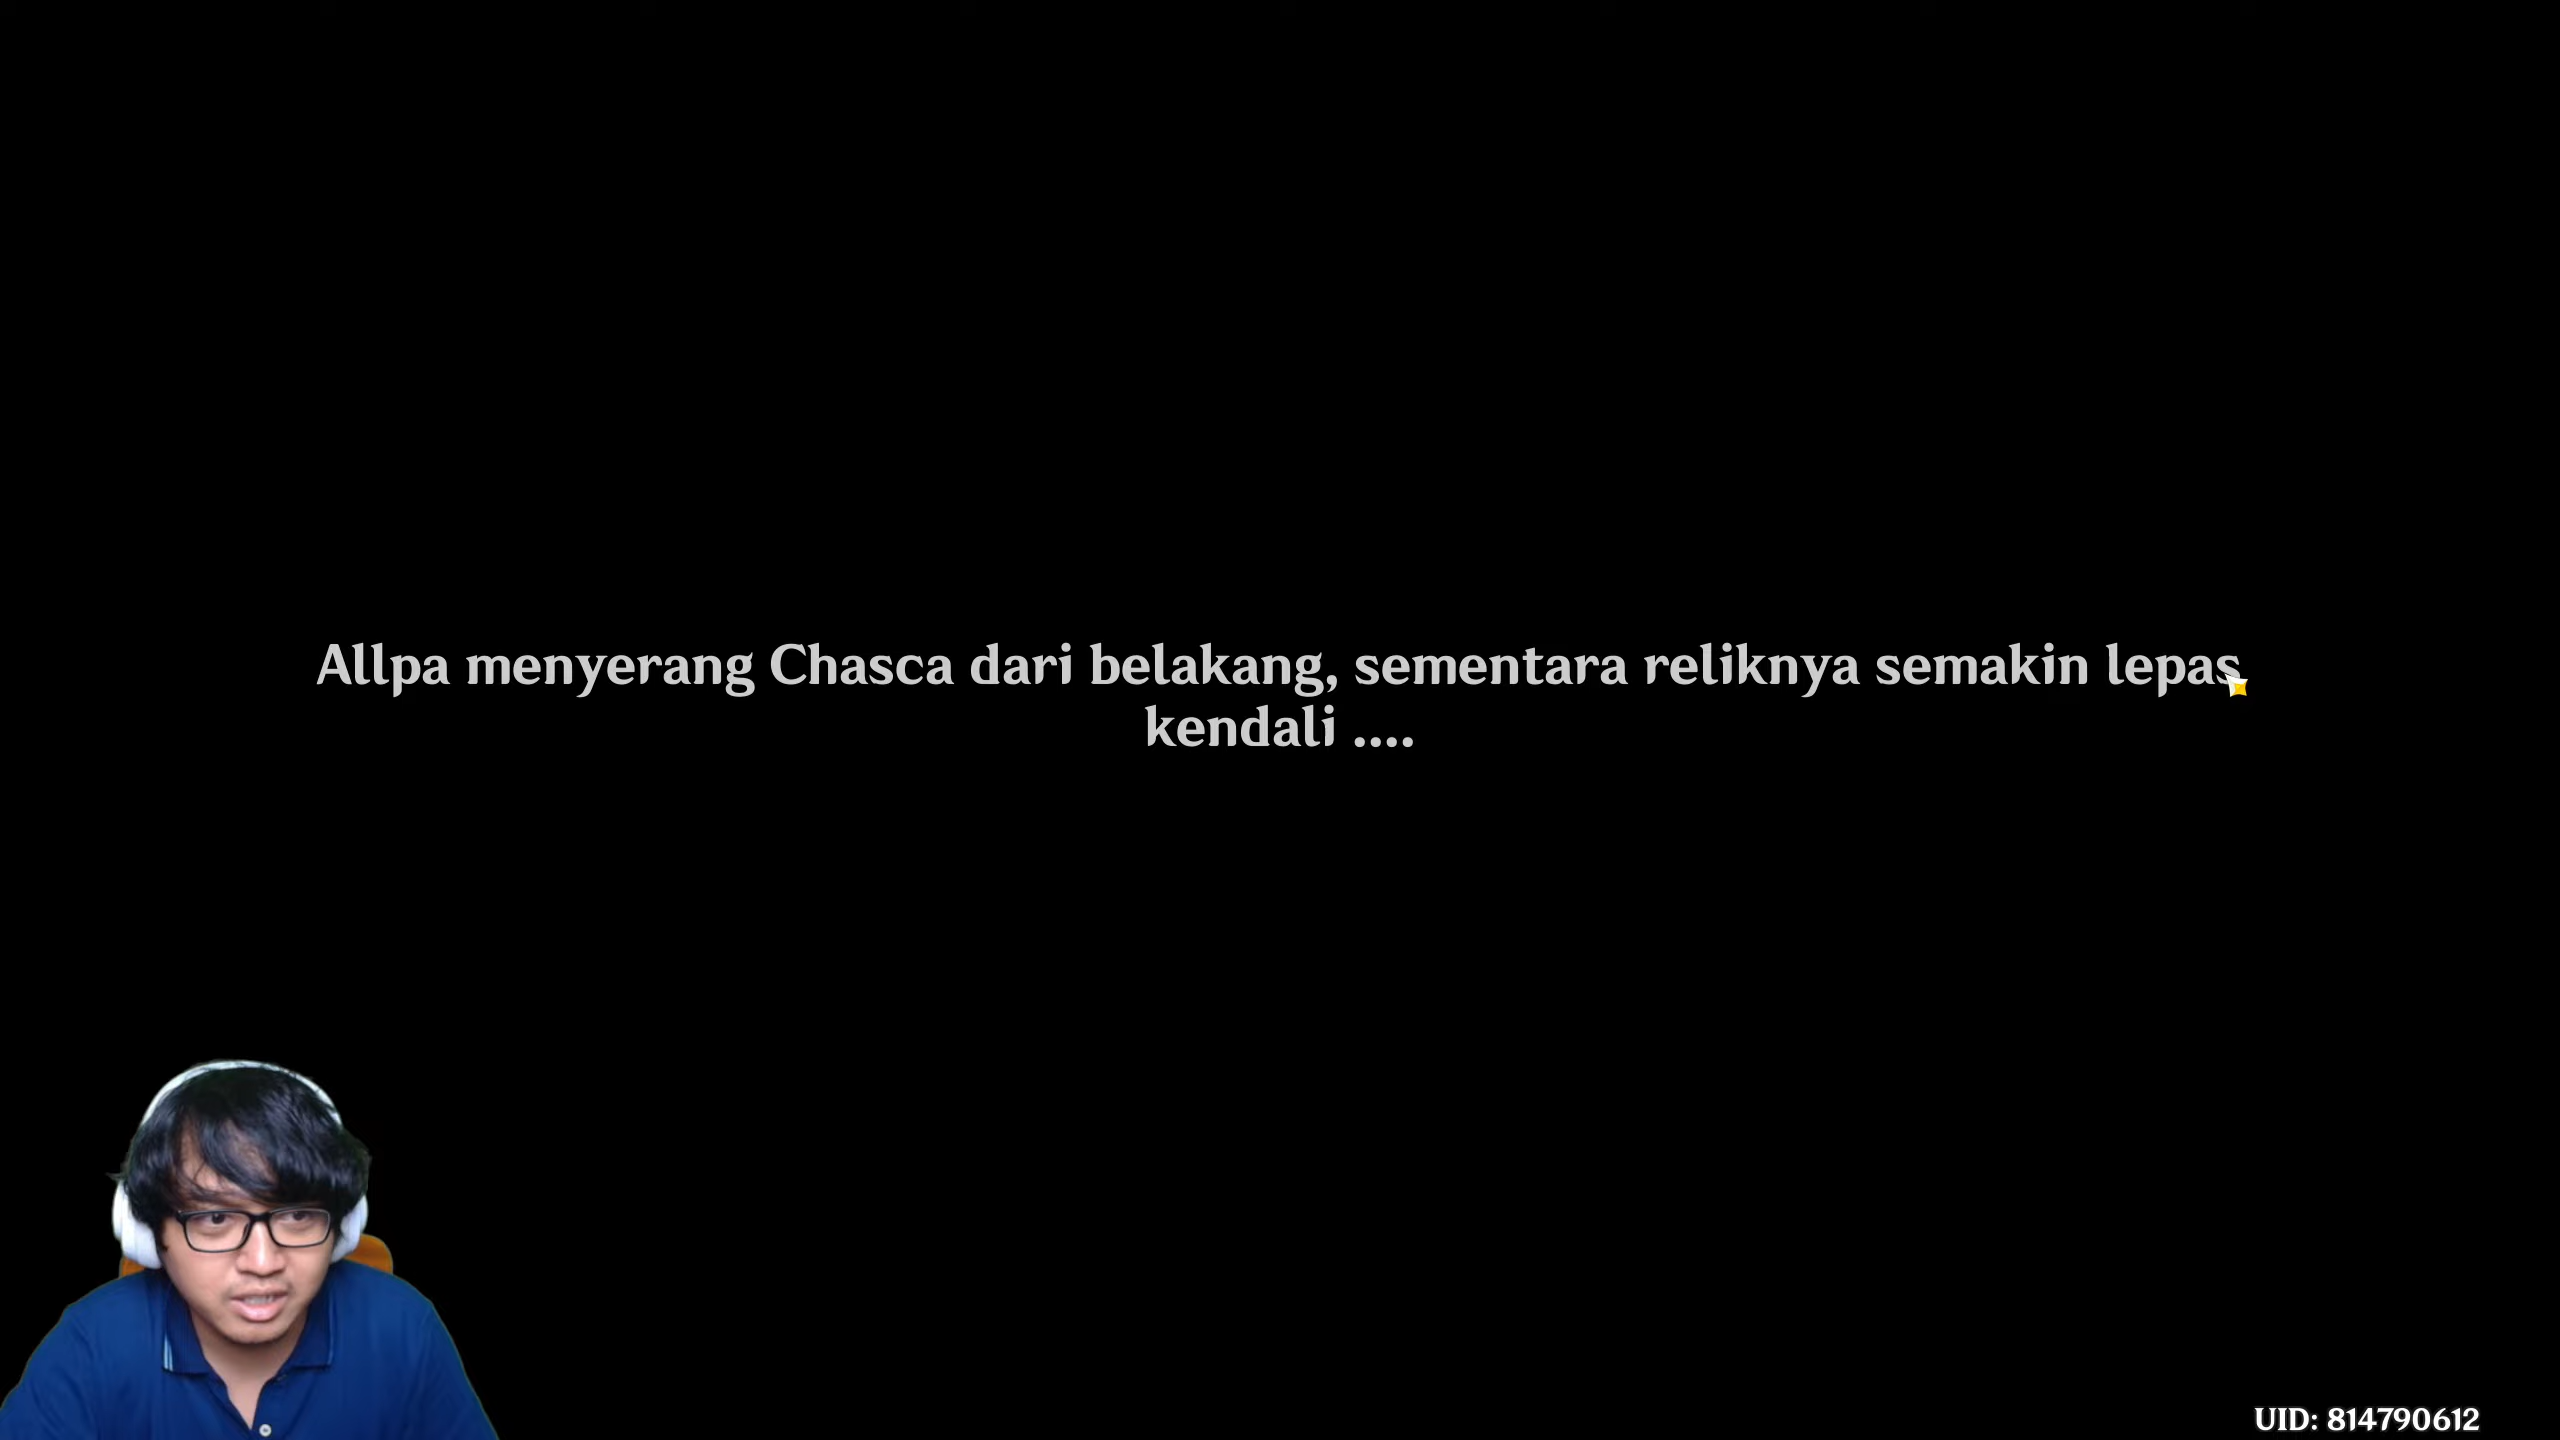 Allpa menyerang Chasca dari belakang, sementara reliknya semakin lepas
kendali ....
UID: 814790612